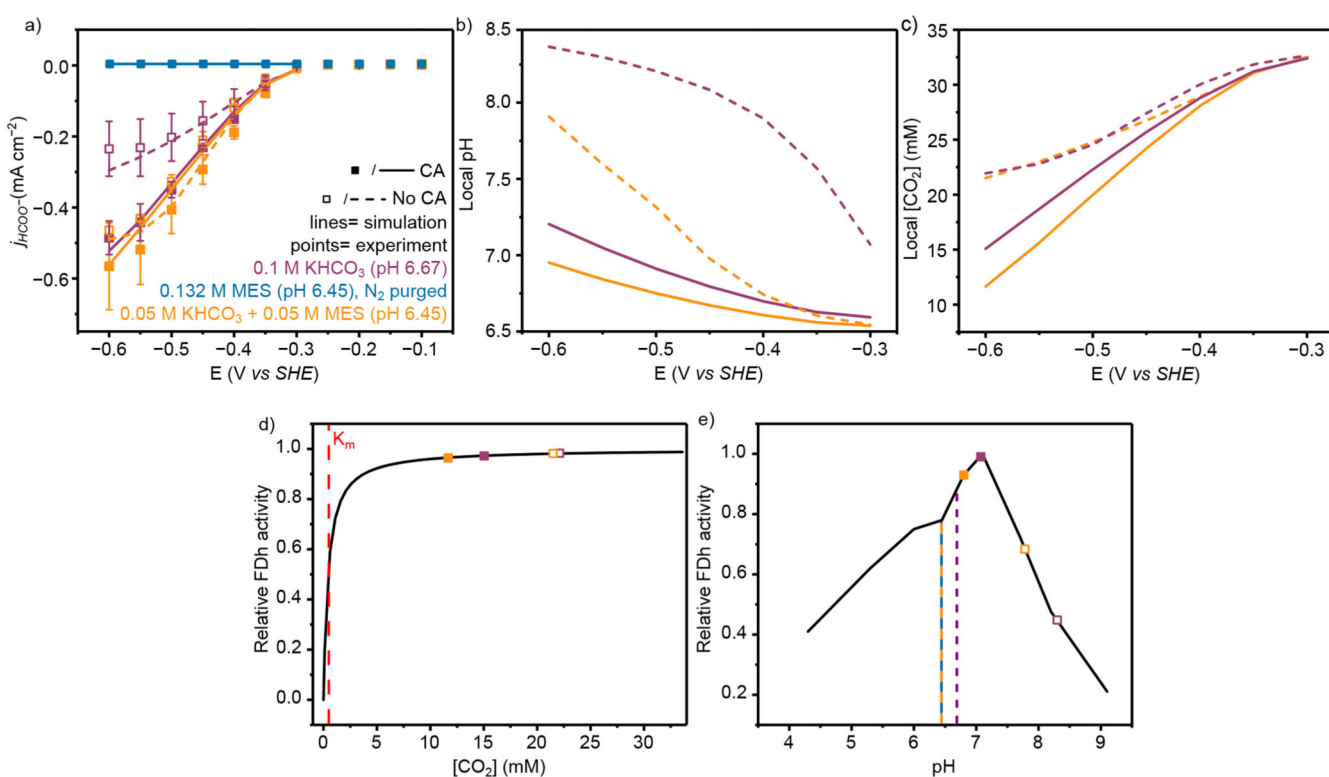 a)
0.0
−0.2
−0.4
−0.6
j_HCOO⁻ (mA cm⁻²)
−0.6 −0.5 −0.4 −0.3 −0.2 −0.1
E (V vs SHE)
■ / — CA
□ / - - - No CA
lines= simulation
points= experiment
0.1 M KHCO₃ (pH 6.67)
0.132 M MES (pH 6.45), N₂ purged
0.05 M KHCO₃ + 0.05 M MES (pH 6.45)
b)
8.5
8.0
7.5
7.0
6.5
Local pH
−0.6 −0.5 −0.4 −0.3
E (V vs SHE)
c)
35
30
25
20
15
10
Local [CO₂] (mM)
−0.6 −0.5 −0.4 −0.3
E (V vs SHE)
d)
Kₘ
1.0
0.8
0.6
0.4
0.2
0.0
Relative FDh activity
0 5 10 15 20 25 30
[CO₂] (mM)
e)
1.0
0.8
0.6
0.4
0.2
Relative FDh activity
4 5 6 7 8 9
pH